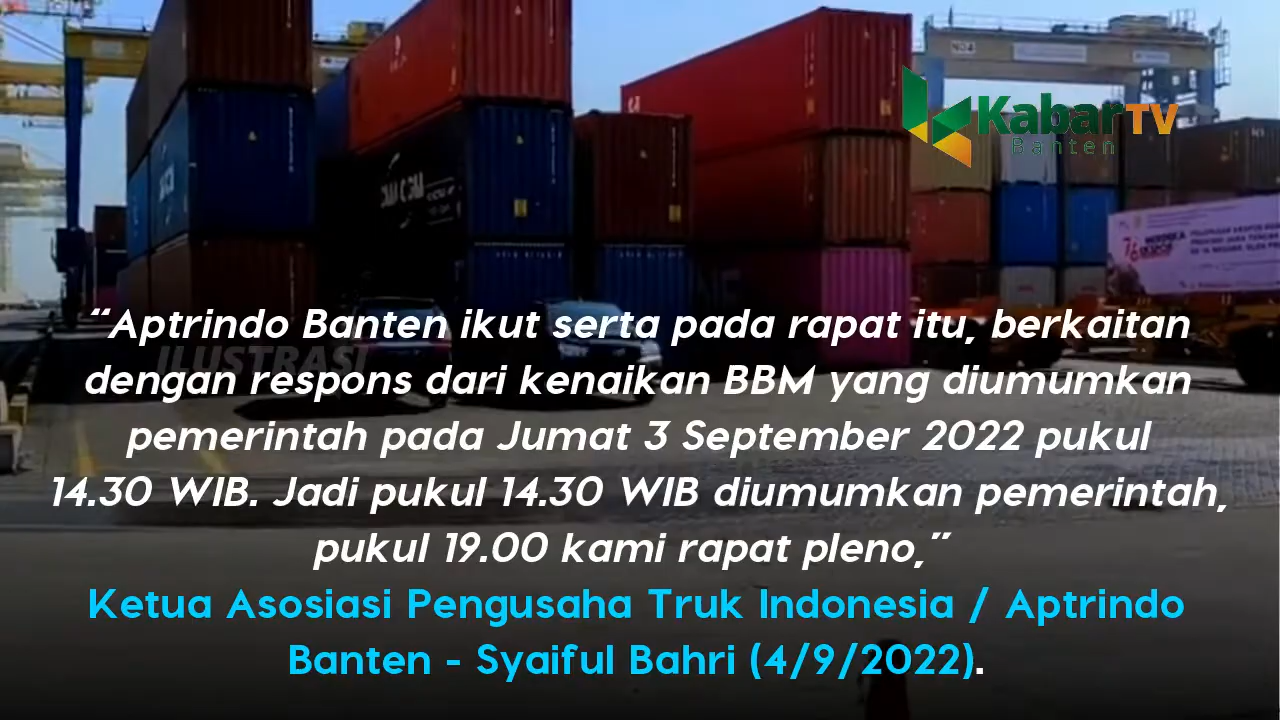 KabarTV
Banten
ILUSTRASI
“Aptrindo Banten ikut serta pada rapat itu, berkaitan
dengan respons dari kenaikan BBM yang diumumkan
pemerintah pada Jumat 3 September 2022 pukul
14.30 WIB. Jadi pukul 14.30 WIB diumumkan pemerintah,
pukul 19.00 kami rapat pleno,”
Ketua Asosiasi Pengusaha Truk Indonesia / Aptrindo
Banten - Syaiful Bahri (4/9/2022).